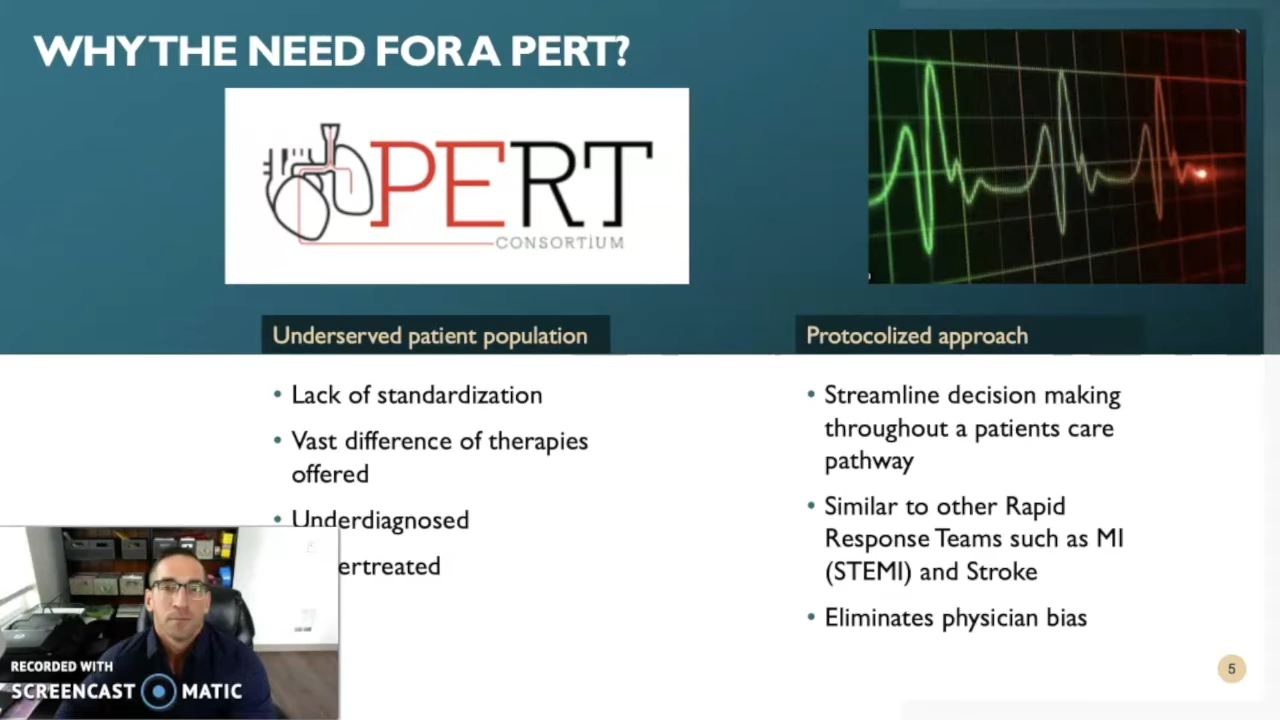 WHY THE NEED FOR A PERT?
PERT
CONSORTIUM
Underserved patient population
• Lack of standardization
• Vast difference of therapies
offered
• Underdiagnosed
ertreated
Protocolized approach
• Streamline decision making
throughout a patients care
pathway
• Similar to other Rapid
Response Teams such as MI
(STEMI) and Stroke
• Eliminates physician bias
5
RECORDED WITH
SCREENCAST MATIC